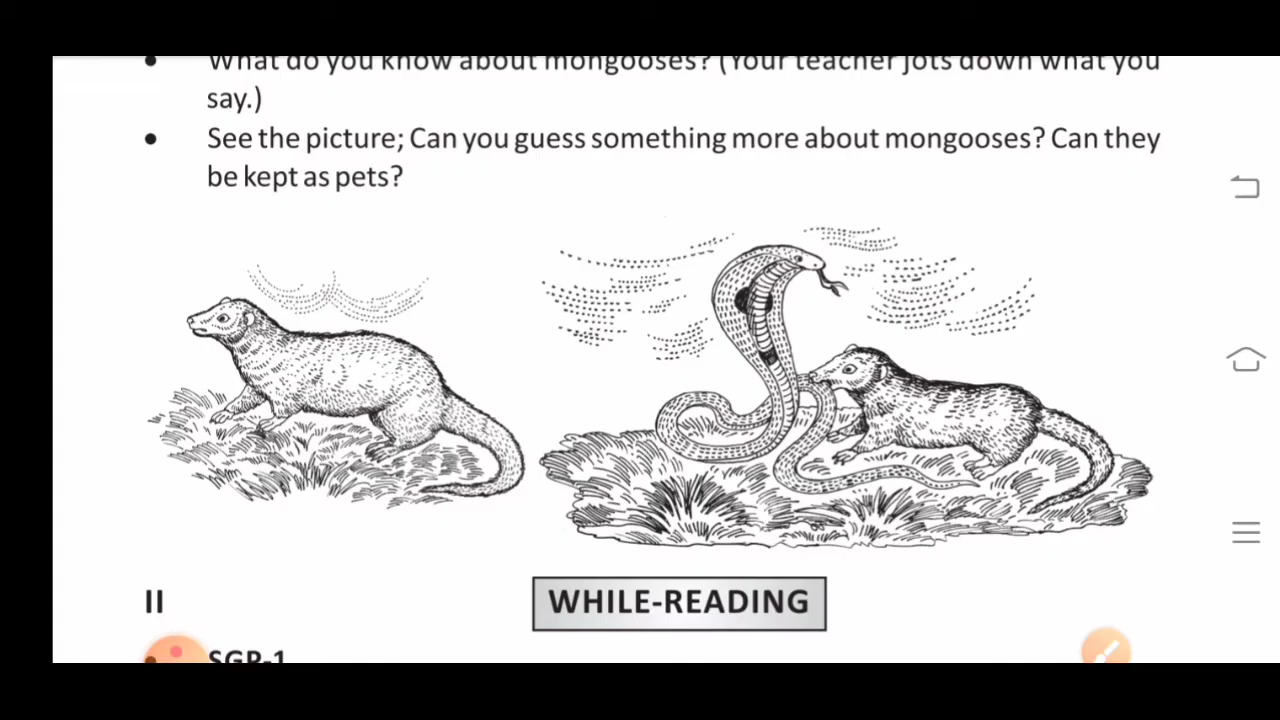 • What do you know about mongooses? (Your teacher jots down what you
say.)
• See the picture; Can you guess something more about mongooses? Can they
be kept as pets?
II
WHILE-READING
• SGP-1